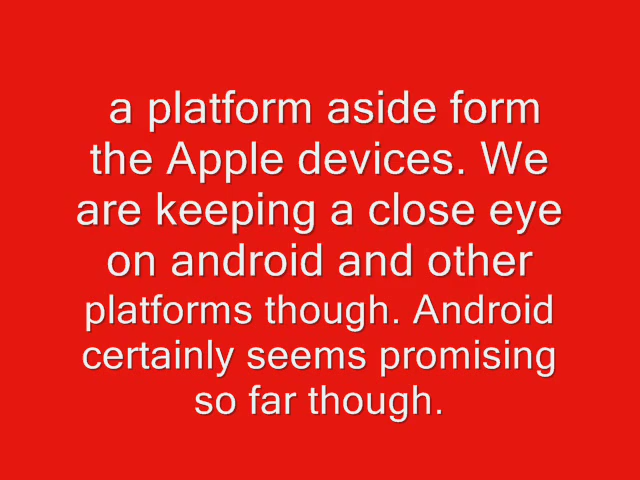 a platform aside form
the Apple devices. We
are keeping a close eye
on android and other
platforms though. Android
certainly seems promising
so far though.